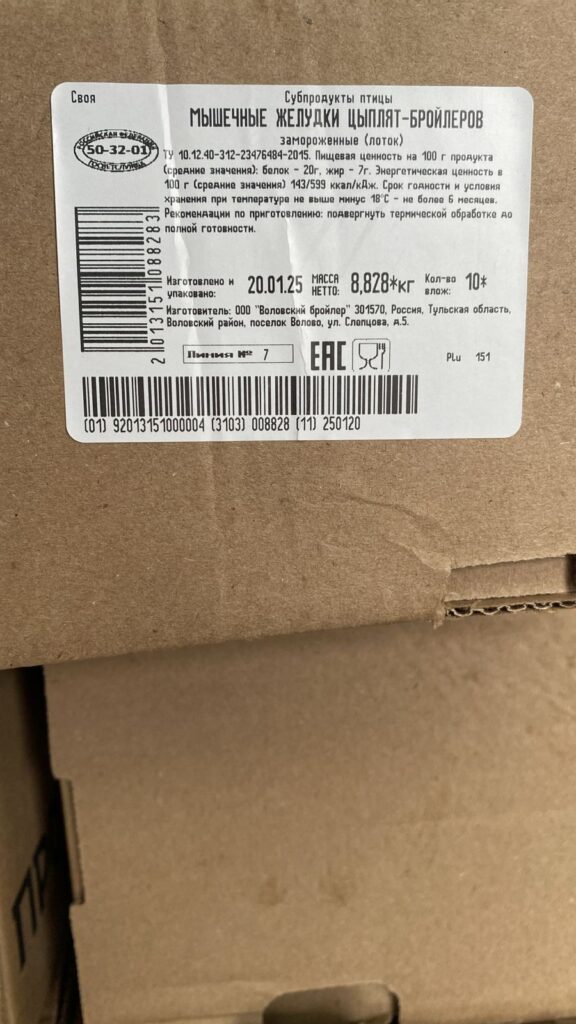 Своя
Субпродукты птицы
МЫШЕЧНЫЕ ЖЕЛУДКИ ЦЫПЛЯТ-БРОЙЛЕРОВ
замороженные (лоток)
РОССИЙСКАЯ ФЕДЕРАЦИЯ
50-32-01
ТУ 10.12.40-312-23476484-2015. Пищевая ценность на 100 г продукта
(средние значения): белок - 20г, жир - 7г. Энергетическая ценность в
100 г (средние значения) 143/599 ккал/кДж. Срок годности и условия
хранения при температуре не выше минус 18°С - не более 6 месяцев.
Рекомендации по приготовлению: подвергнуть термической обработке до
полной готовности.
2013151088283
Изготовлено и
упаковано:
20.01.25
МАССА
НЕТТО:
8,828*кг
Кол-во
влож:
10*
Изготовитель: ООО "Воловский бройлер" 301570, Россия, Тульская область,
Воловский район, поселок Волово, ул. Слепцова, д.5.
Линия № 7
EAC
PLu 151
(01) 92013151000004 (3103) 008828 (11) 250120
ПР